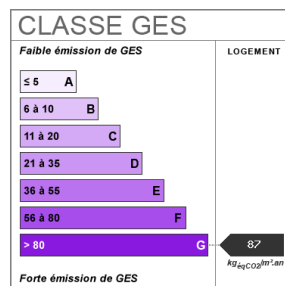 CLASSE GES
Faible émission de GES
LOGEMENT
≤ 5 A
6 à 10 B
11 à 20 C
21 à 35 D
36 à 55 E
56 à 80 F
> 80 G
87
kgéqCO2/m².an
Forte émission de GES